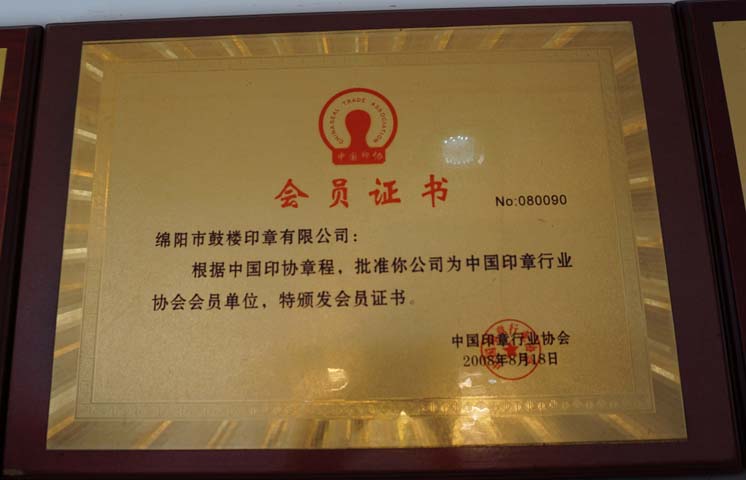 CHINASEAL TRADE ASSOCIATION
中国印协
会员证书
No:080090
绵阳市鼓楼印章有限公司：
根据中国印协章程，批准你公司为中国印章行业
协会会员单位，特颁发会员证书。
中国印章行业协会
2008年8月18日